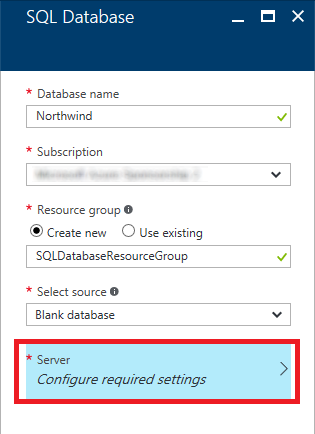 SQL Database
* Database name
Northwind
* Subscription
* Resource group
Create new Use existing
SQLDatabaseResourceGroup
* Select source
Blank database
* Server
Configure required settings